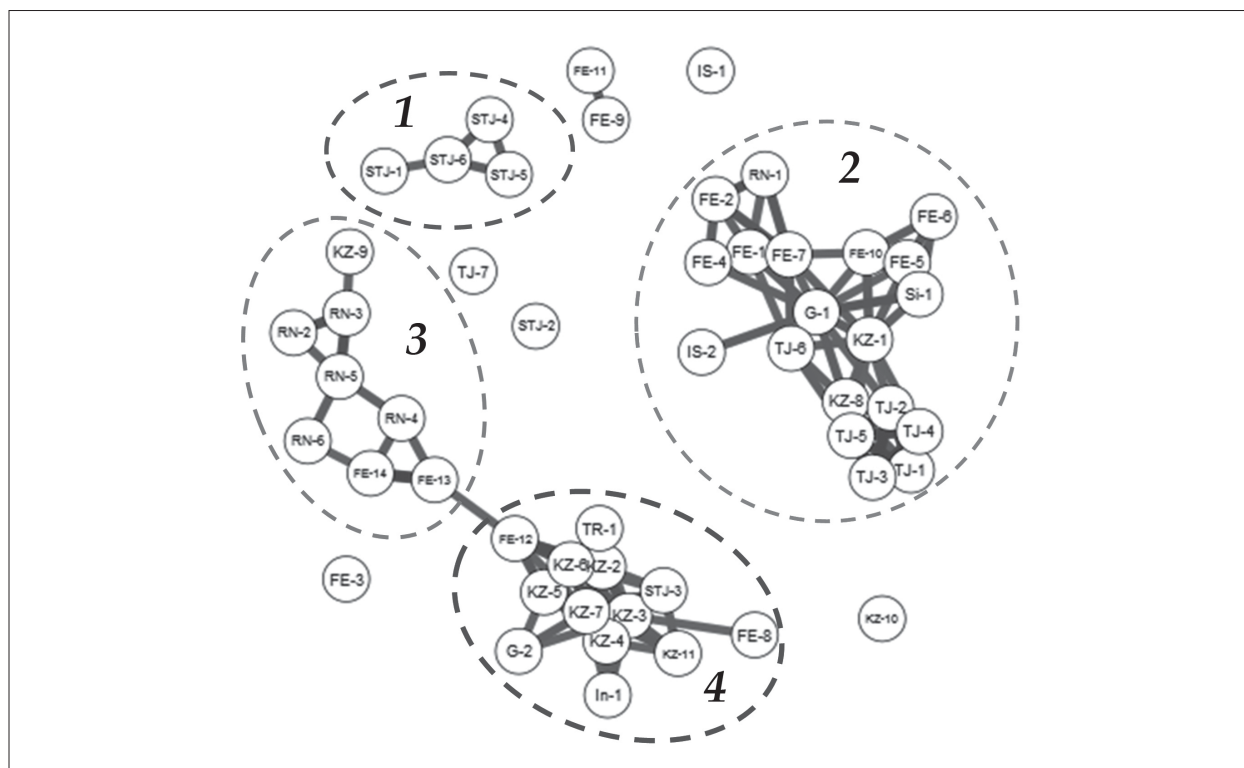 FE-11
IS-1
1
STJ-4
FE-9
STJ-6
STJ-1
STJ-5
2
RN-1
FE-2
FE-6
KZ-9
FE-4
FE-1
FE-7
FE-10
FE-5
TJ-7
Si-1
RN-3
G-1
RN-2
STJ-2
3
KZ-1
IS-2
TJ-6
RN-5
KZ-8
TJ-2
RN-4
TJ-5
TJ-4
RN-6
FE-14
FE-13
TJ-3
TJ-1
TR-1
FE-12
KZ-6
KZ-2
FE-3
KZ-5
STJ-3
KZ-7
KZ-3
KZ-10
FE-8
KZ-4
G-2
KZ-11
4
In-1